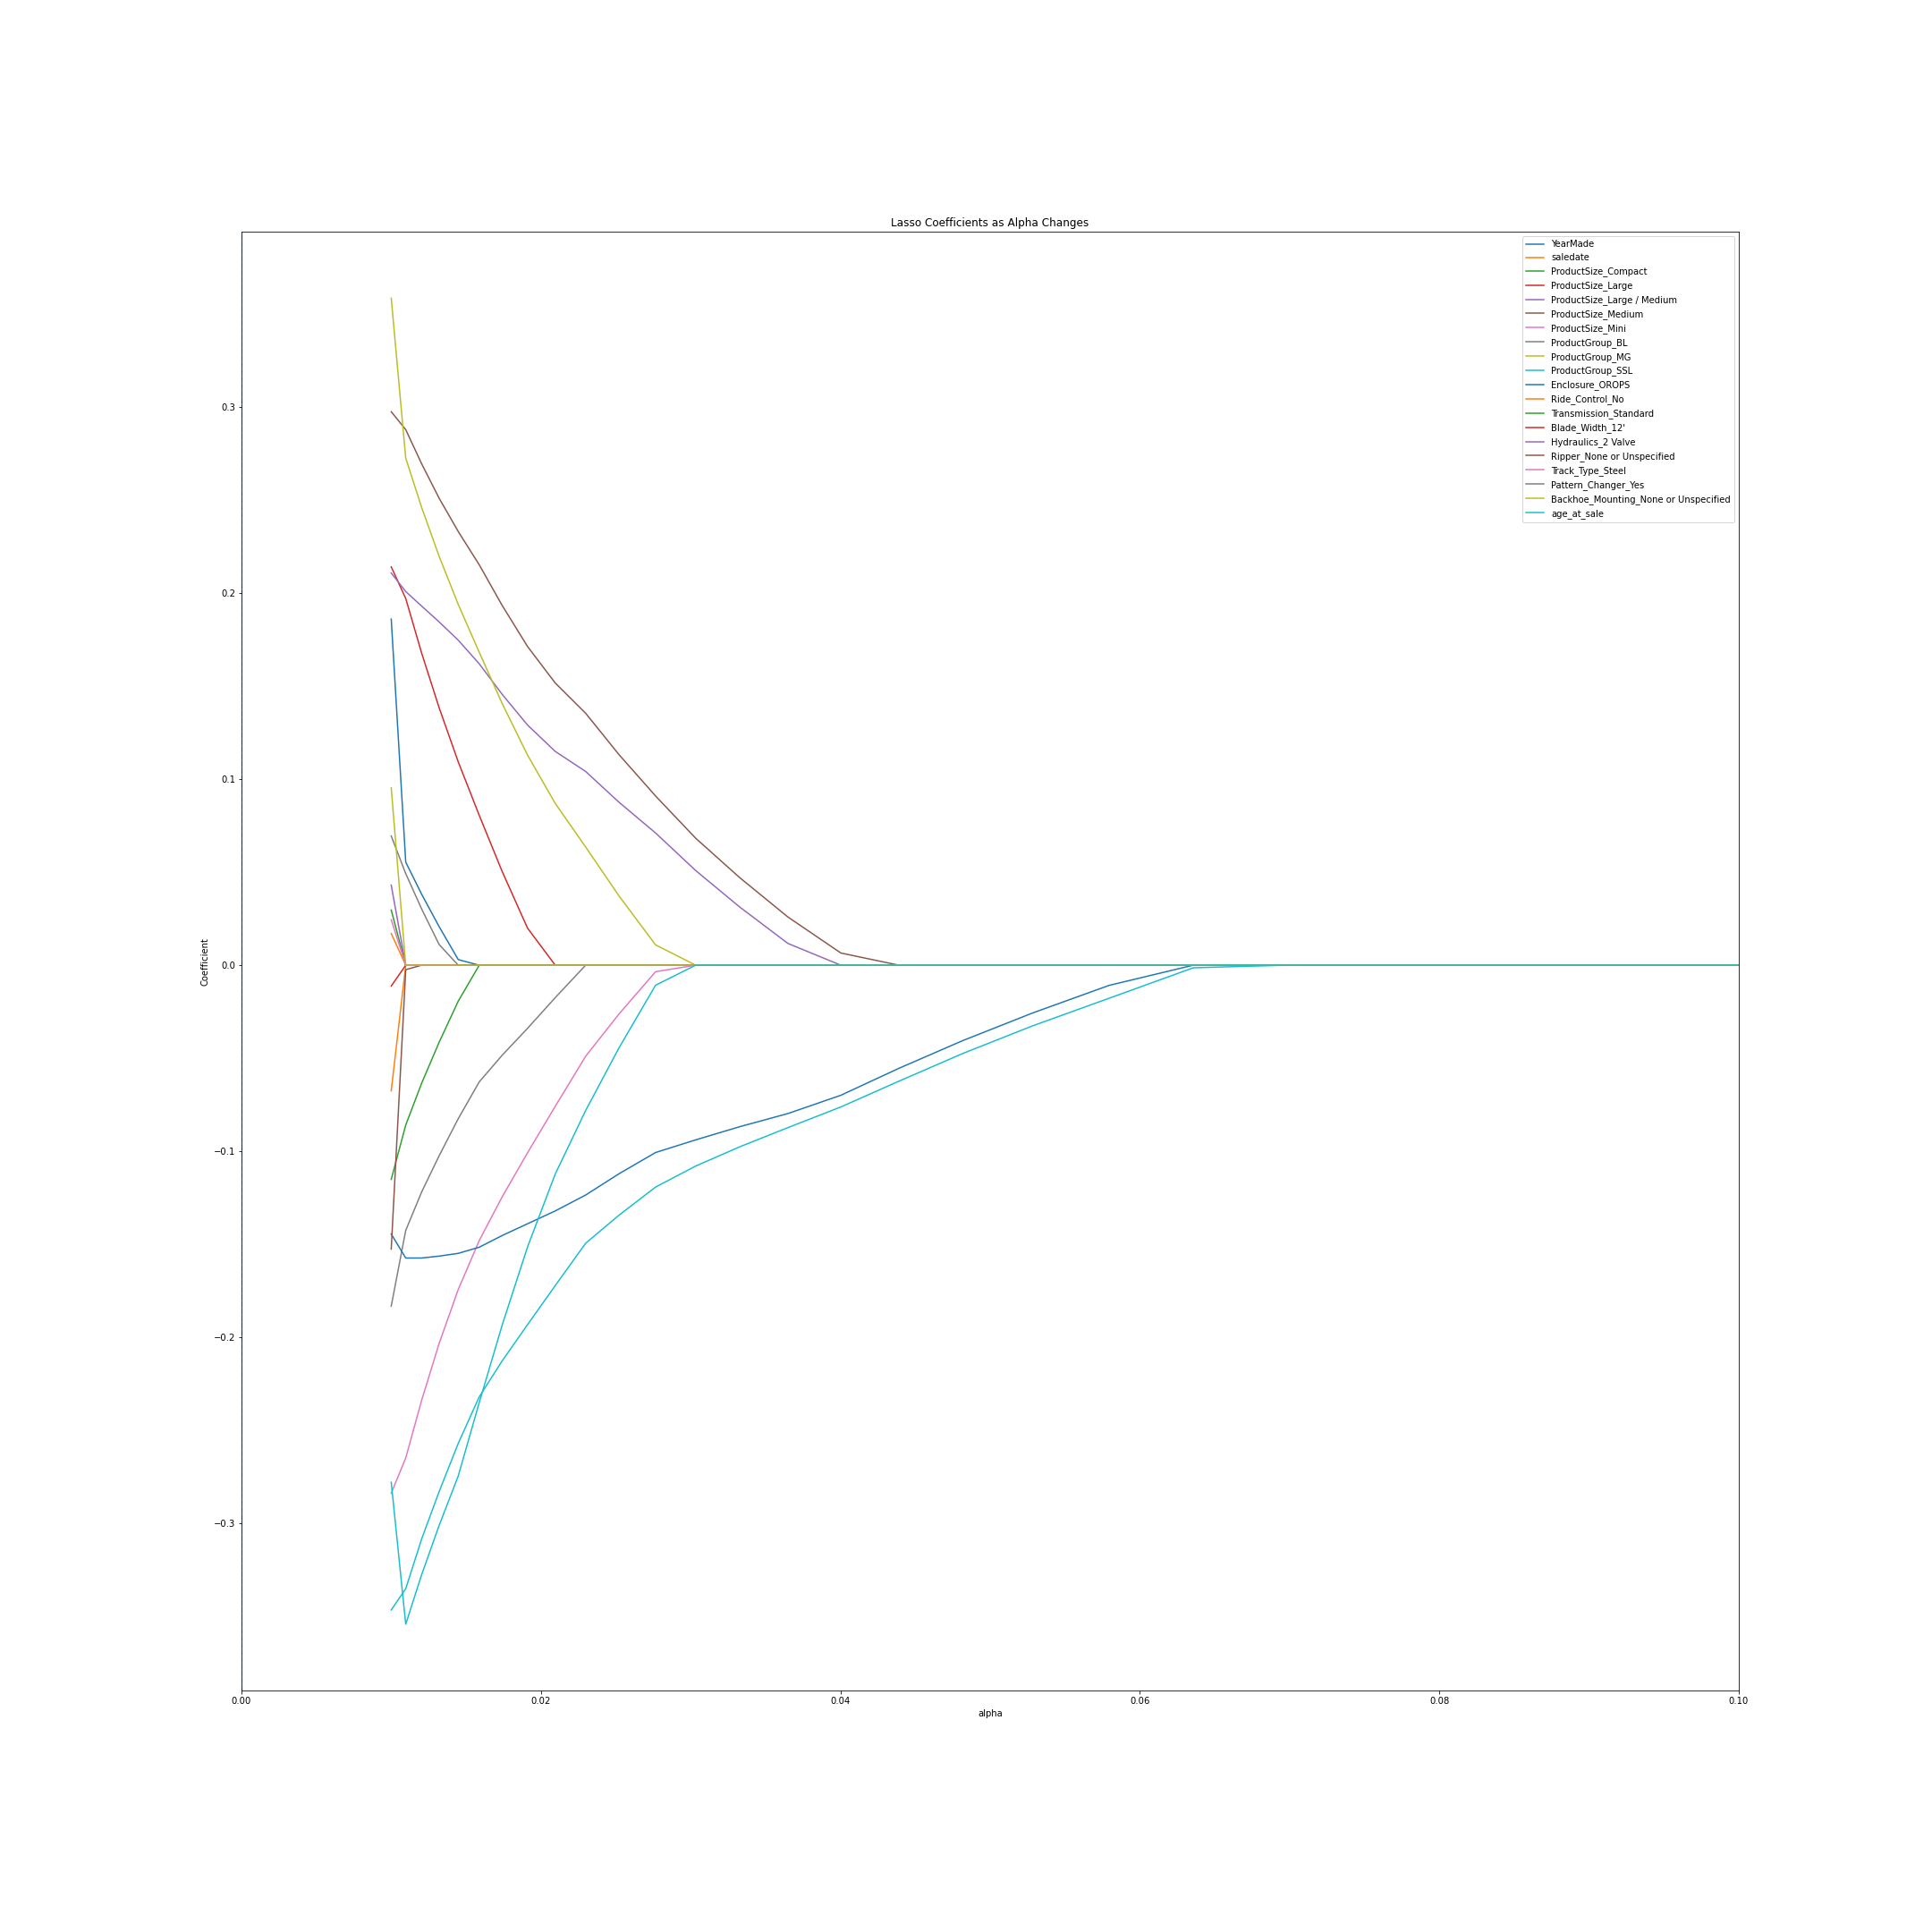 Lasso Coefficients as Alpha Changes
YearMade
saledate
ProductSize_Compact
ProductSize_Large
ProductSize_Large / Medium
ProductSize_Medium
ProductSize_Mini
ProductGroup_BL
ProductGroup_MG
ProductGroup_SSL
Enclosure_OROPS
Ride_Control_No
Transmission_Standard
Blade_Width_12'
Hydraulics_2 Valve
Ripper_None or Unspecified
Track_Type_Steel
Pattern_Changer_Yes
Backhoe_Mounting_None or Unspecified
age_at_sale
0.3
0.2
0.1
0.0
−0.1
−0.2
−0.3
Coefficient
0.00 0.02 0.04 0.06 0.08 0.10
alpha